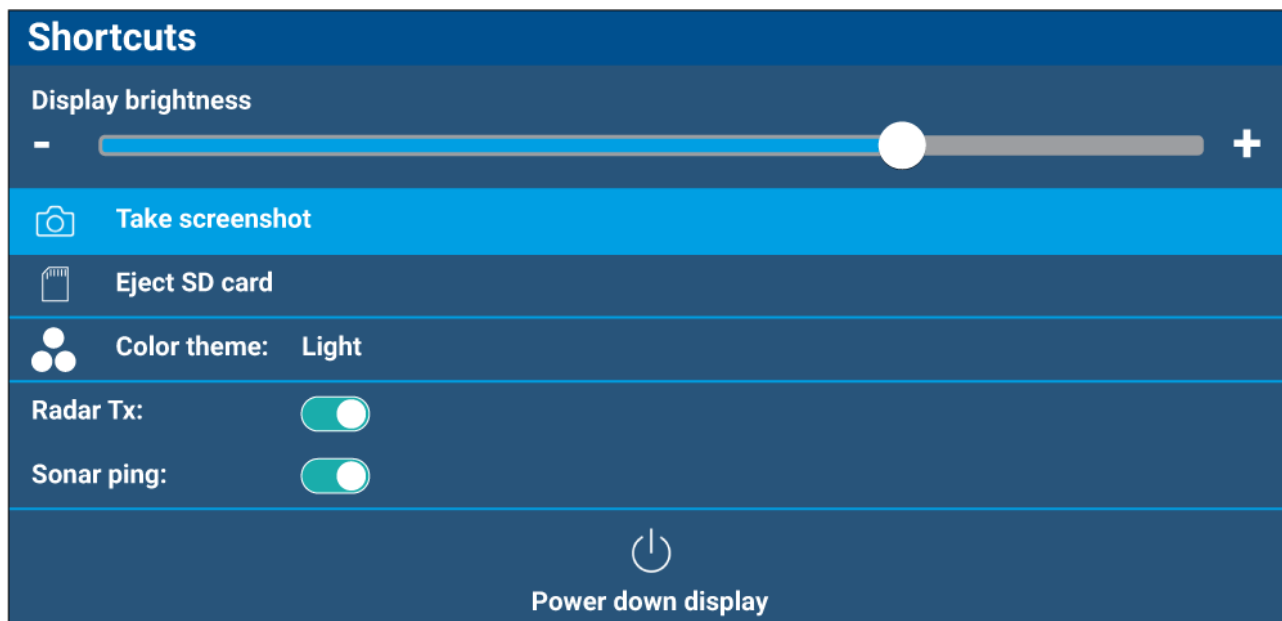 Shortcuts
Display brightness
- +
Take screenshot
Eject SD card
Color theme: Light
Radar Tx:
Sonar ping:
Power down display